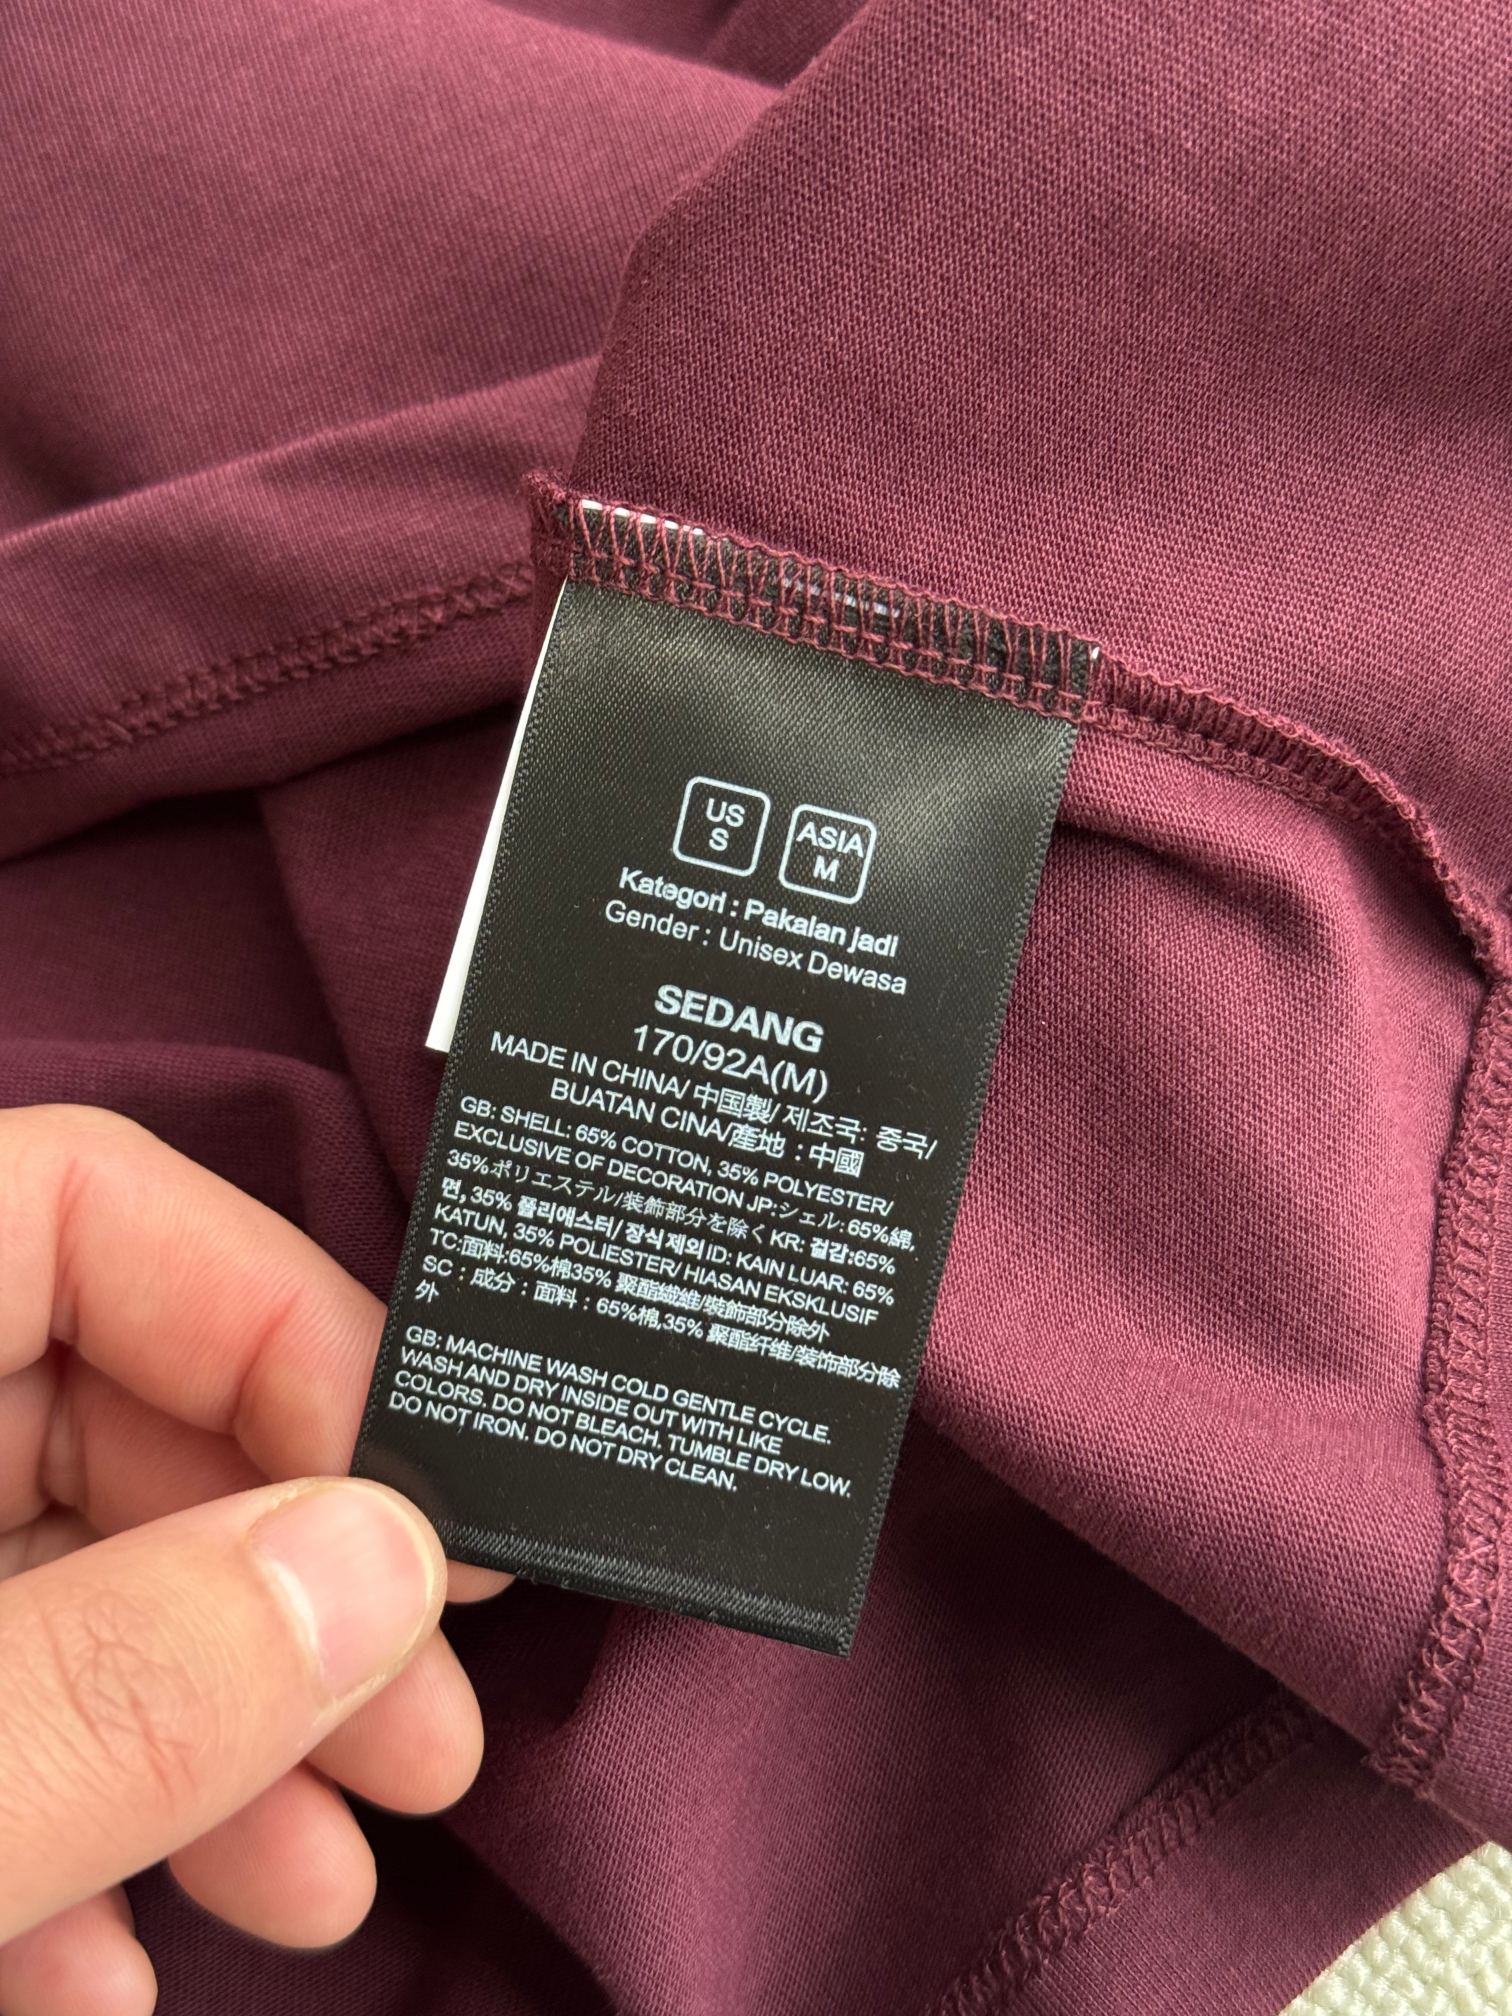 US
S
ASIA
M
Kategori : Pakaian jadi
Gender : Unisex Dewasa
SEDANG
170/92A(M)
MADE IN CHINA/ 中国製/ 제조국: 중국/
BUATAN CINA/產地 : 中國
GB: SHELL: 65% COTTON, 35% POLYESTER/
EXCLUSIVE OF DECORATION JP:シェル: 65%綿,
35%ポリエステル/装飾部分を除く KR: 겉감:65%
면, 35% 폴리에스터/ 장식제외 ID: KAIN LUAR: 65%
KATUN, 35% POLIESTER/ HIASAN EKSKLUSIF
TC:面料:65%棉35% 聚酯纖維/裝飾部分除外
SC : 成分 : 面料 : 65%棉,35% 聚酯纤维/装饰部分除
外
GB: MACHINE WASH COLD GENTLE CYCLE.
WASH AND DRY INSIDE OUT WITH LIKE
COLORS. DO NOT BLEACH. TUMBLE DRY LOW.
DO NOT IRON. DO NOT DRY CLEAN.